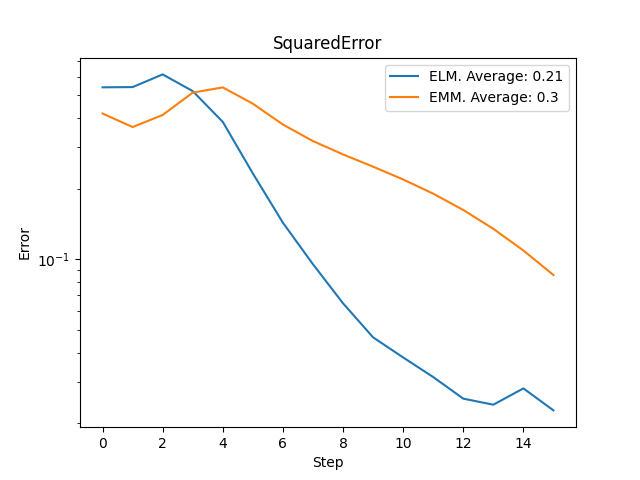 SquaredError
ELM. Average: 0.21
EMM. Average: 0.3
Error
10⁻¹
0 2 4 6 8 10 12 14
Step